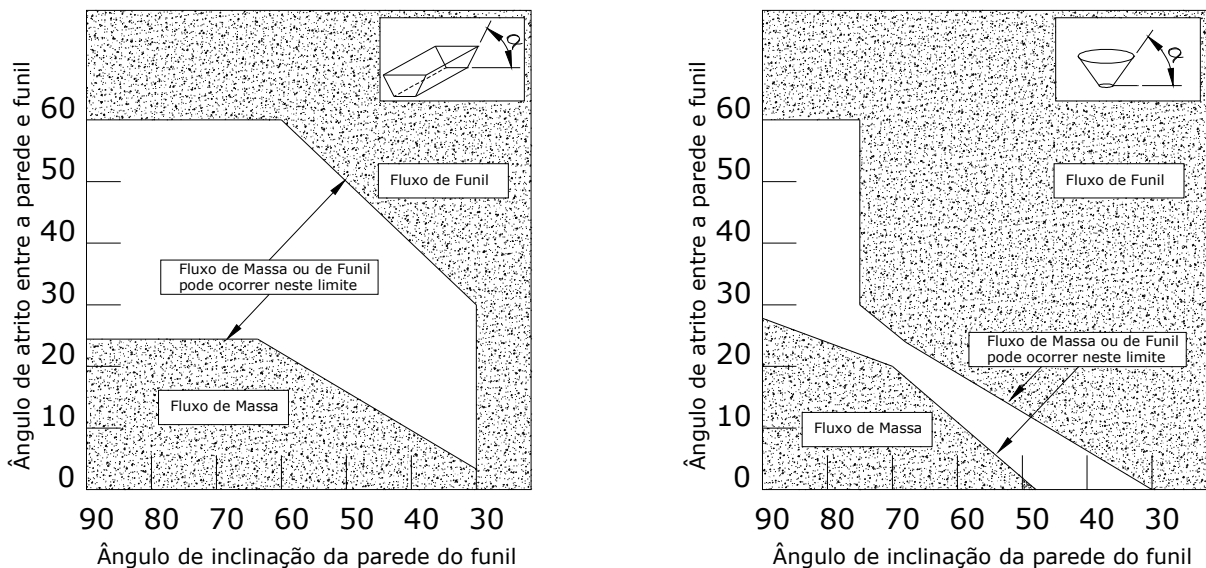 Ângulo de atrito entre a parede e funil
60
50
40
30
20
10
0
α
Fluxo de Funil
Fluxo de Massa ou de Funil
pode ocorrer neste limite
Fluxo de Massa
90 80 70 60 50 40 30
Ângulo de inclinação da parede do funil
Ângulo de atrito entre a parede e funil
60
50
40
30
20
10
0
α
Fluxo de Funil
Fluxo de Massa ou de Funil
pode ocorrer neste limite
Fluxo de Massa
90 80 70 60 50 40 30
Ângulo de inclinação da parede do funil